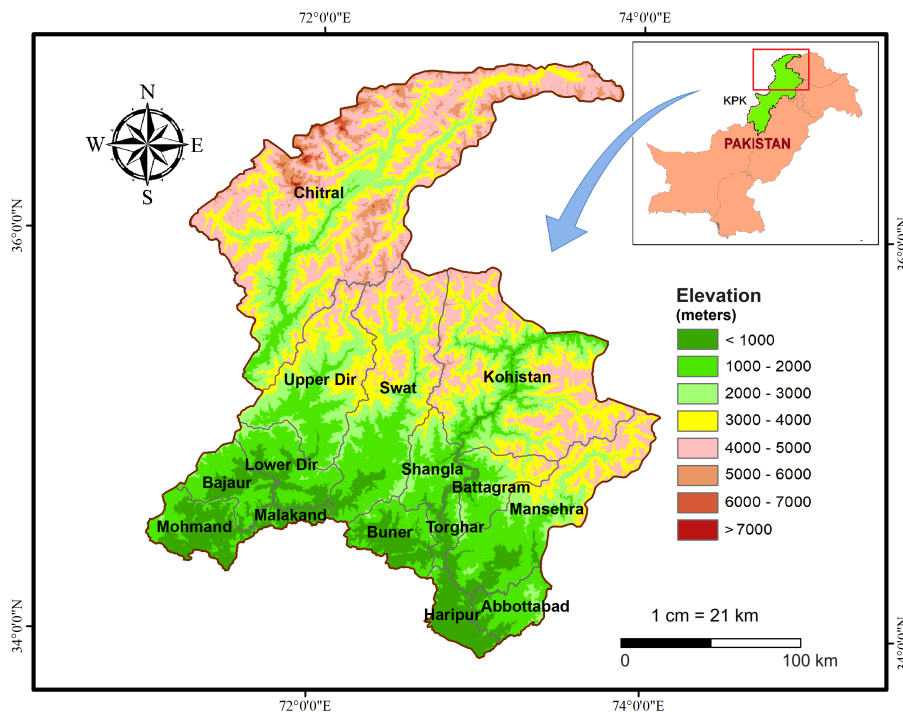 72°0'0"E
74°0'0"E
N
W
E
S
KPK
PAKISTAN
36°0'0"N
36°0'0"N
Chitral
Elevation
(meters)
< 1000
1000 - 2000
2000 - 3000
3000 - 4000
4000 - 5000
5000 - 6000
6000 - 7000
>7000
Upper Dir
Swat
Kohistan
Lower Dir
Shangla
Bajaur
Battagram
Mansehra
Malakand
Mohmand
Buner
Torghar
Haripur
Abbottabad
34°0'0"N
34°0'0"N
1 cm = 21 km
0
100 km
72°0'0"E
74°0'0"E